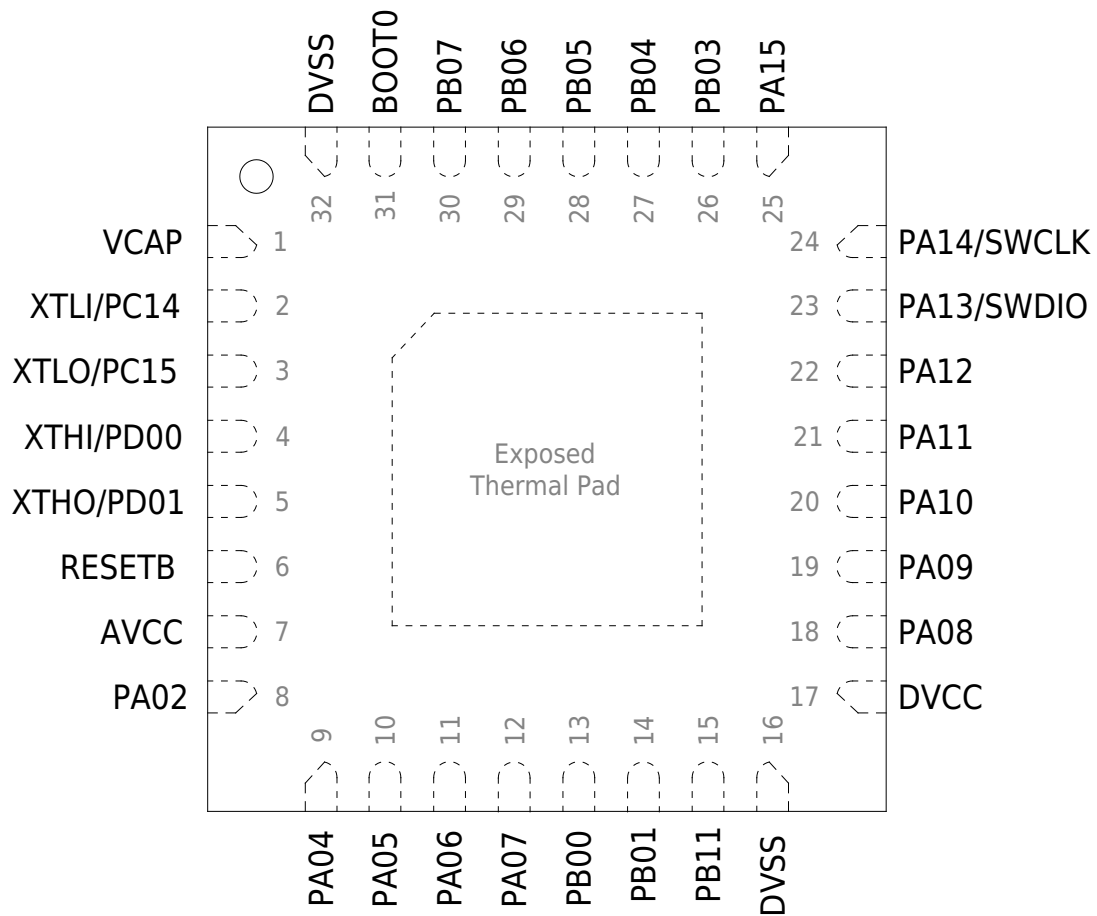 DVSS
BOOT0
PB07
PB06
PB05
PB04
PB03
PA15
32
31
30
29
28
27
26
25
VCAP 1
24 PA14/SWCLK
XTLI/PC14 2
23 PA13/SWDIO
XTLO/PC15 3
22 PA12
XTHI/PD00 4
21 PA11
Exposed
Thermal Pad
XTHO/PD01 5
20 PA10
RESETB 6
19 PA09
AVCC 7
18 PA08
PA02 8
17 DVCC
9
10
11
12
13
14
15
16
PA04
PA05
PA06
PA07
PB00
PB01
PB11
DVSS